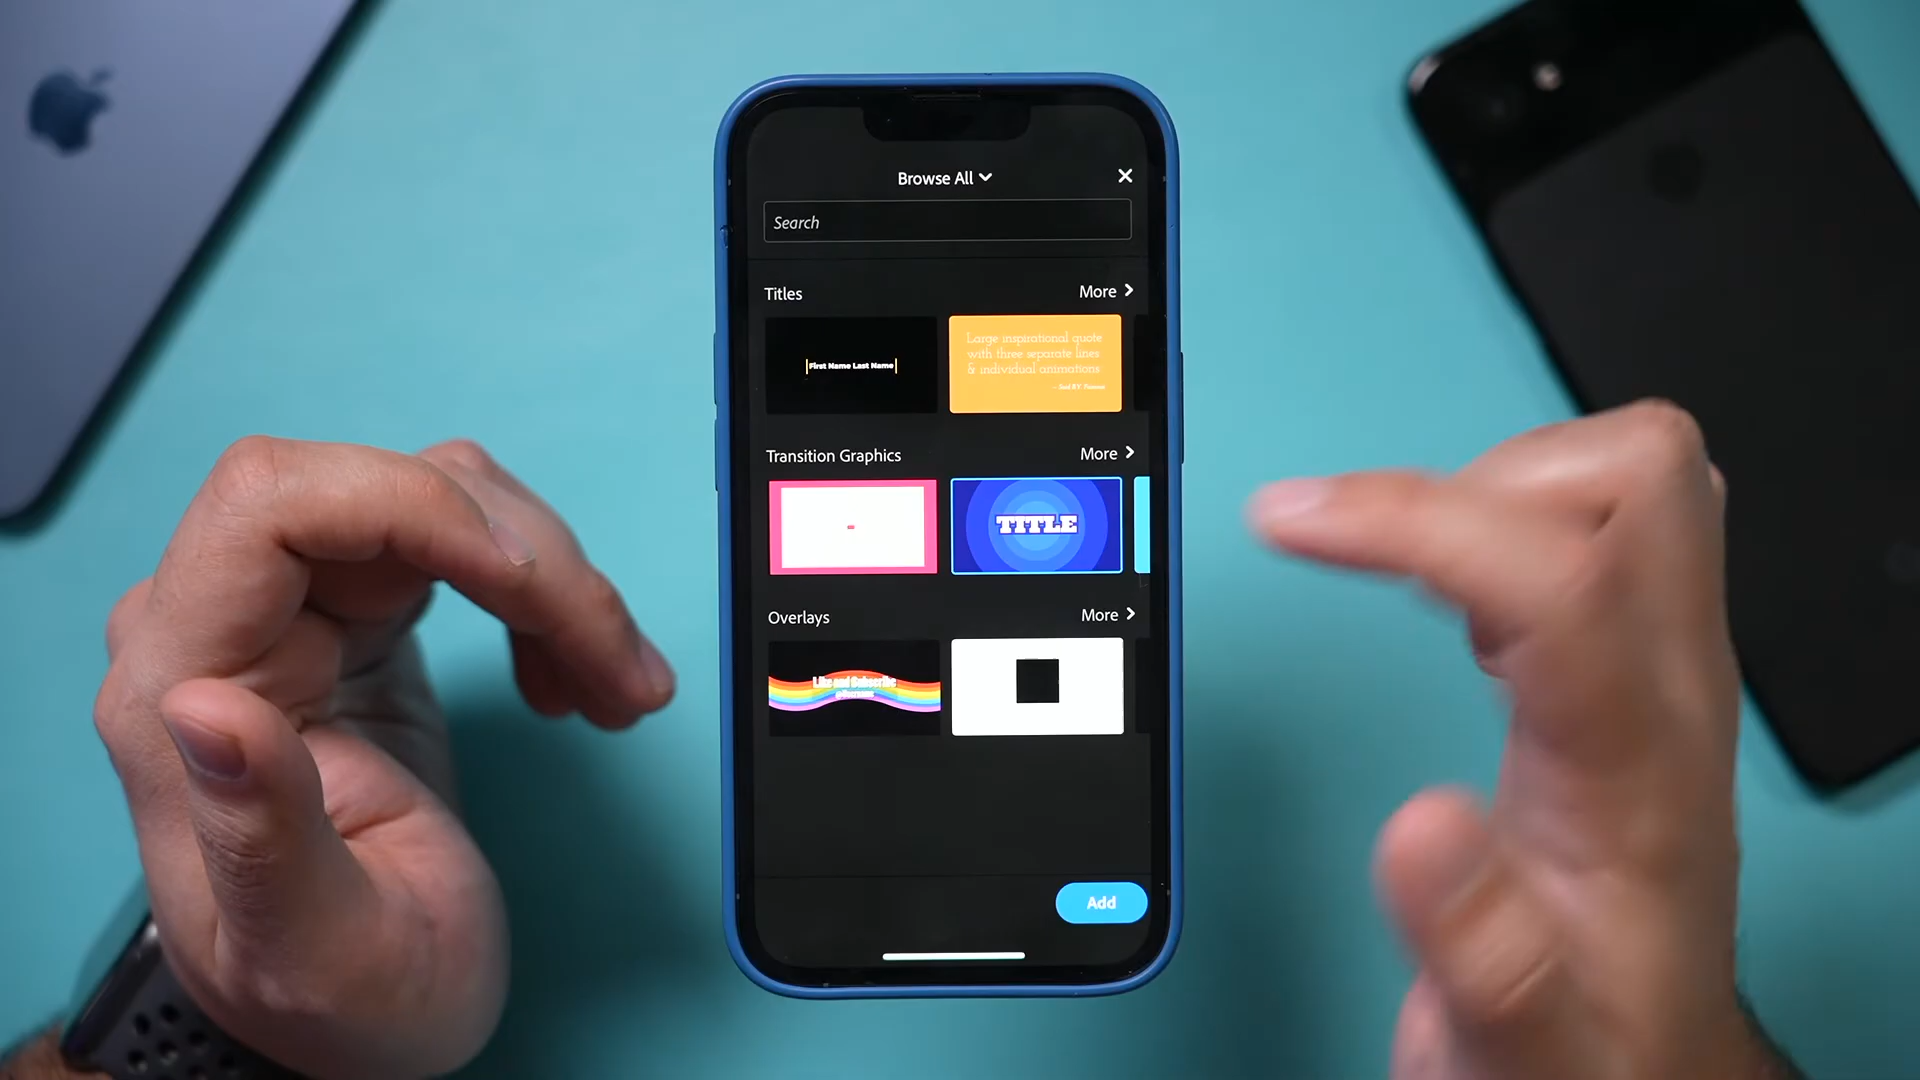 Browse All
Search
Titles
More
First Name Last Name
Large inspirational quote
with three separate lines
& individual animations
Transition Graphics
More
TITLE
Overlays
More
Like and Subscribe
Add